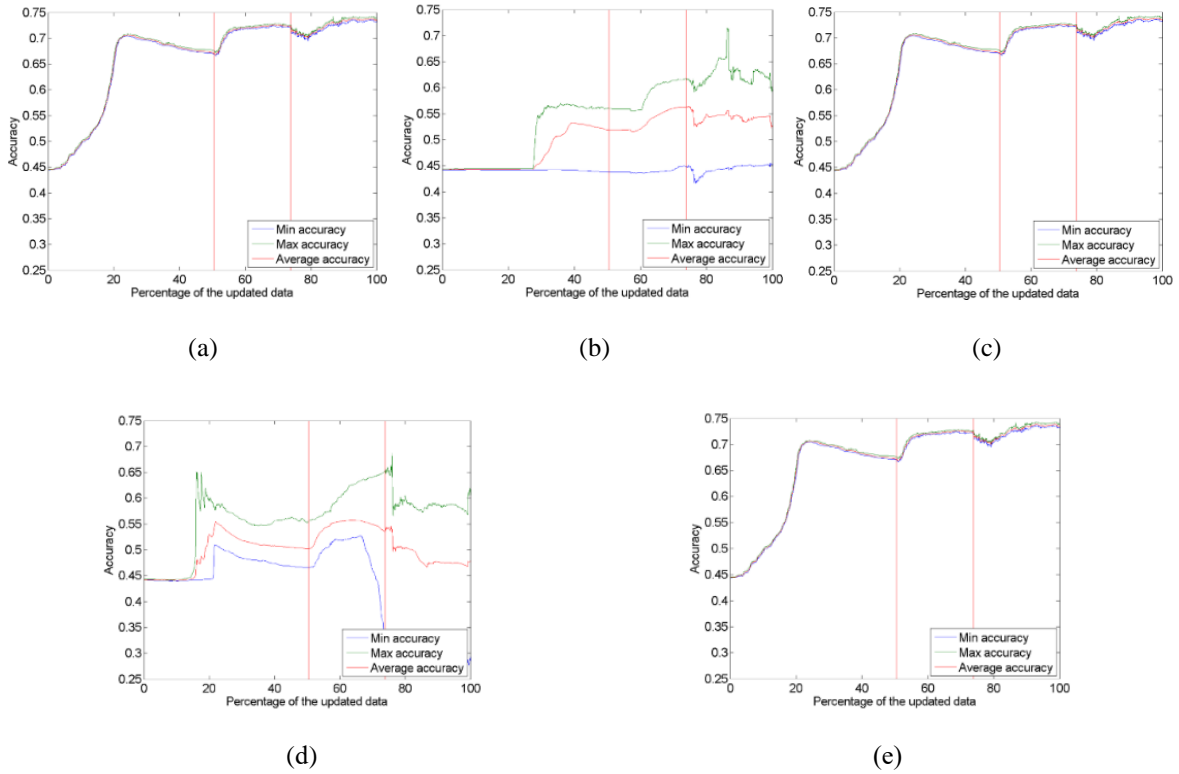 0.75
0.7
0.65
0.6
0.55
0.5
0.45
0.4
0.35
0.3
0.25
Accuracy
0 20 40 60 80 100
Percentage of the updated data
Min accuracy
Max accuracy
Average accuracy
(a)
0.75
0.7
0.65
0.6
0.55
0.5
0.45
0.4
0.35
0.3
0.25
Accuracy
0 20 40 60 80 100
Percentage of the updated data
Min accuracy
Max accuracy
Average accuracy
(b)
0.75
0.7
0.65
0.6
0.55
0.5
0.45
0.4
0.35
0.3
0.25
Accuracy
0 20 40 60 80 100
Percentage of the updated data
Min accuracy
Max accuracy
Average accuracy
(c)
0.75
0.7
0.65
0.6
0.55
0.5
0.45
0.4
0.35
0.3
0.25
Accuracy
0 20 40 60 80 100
Percentage of the updated data
Min accuracy
Max accuracy
Average accuracy
(d)
0.75
0.7
0.65
0.6
0.55
0.5
0.45
0.4
0.35
0.3
0.25
Accuracy
0 20 40 60 80 100
Percentage of the updated data
Min accuracy
Max accuracy
Average accuracy
(e)